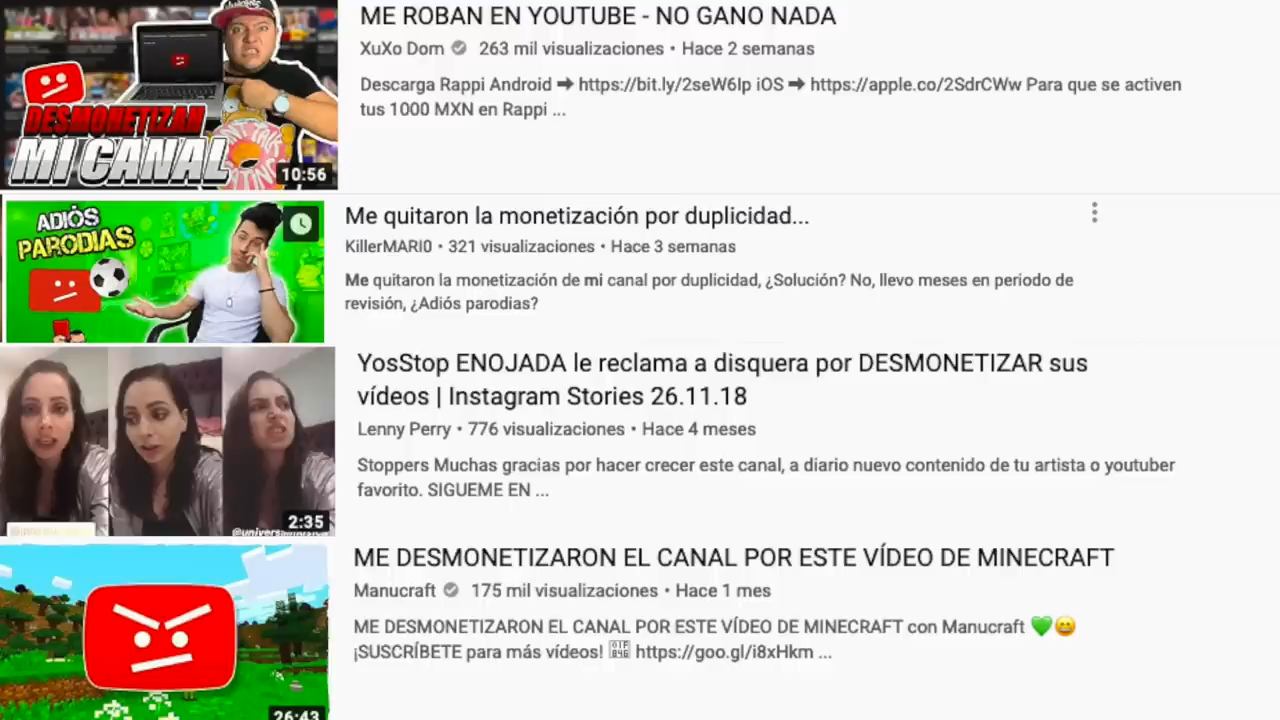 DESMONETIZAN
MI CANAL
10:56
ME ROBAN EN YOUTUBE - NO GANO NADA
XuXo Dom 263 mil visualizaciones • Hace 2 semanas
Descarga Rappi Android ➡ https://bit.ly/2seW6lp iOS ➡ https://apple.co/2SdrCWw Para que se activen
tus 1000 MXN en Rappi ...
ADIÓS
PARODIAS
Me quitaron la monetización por duplicidad...
KillerMARI0 • 321 visualizaciones • Hace 3 semanas
Me quitaron la monetización de mi canal por duplicidad, ¿Solución? No, llevo meses en periodo de
revisión, ¿Adiós parodias?
2:35
YosStop ENOJADA le reclama a disquera por DESMONETIZAR sus
vídeos | Instagram Stories 26.11.18
Lenny Perry • 776 visualizaciones • Hace 4 meses
Stoppers Muchas gracias por hacer crecer este canal, a diario nuevo contenido de tu artista o youtuber
favorito. SIGUEME EN ...
26:43
ME DESMONETIZARON EL CANAL POR ESTE VÍDEO DE MINECRAFT
Manucraft 175 mil visualizaciones • Hace 1 mes
ME DESMONETIZARON EL CANAL POR ESTE VÍDEO DE MINECRAFT con Manucraft 💚😄
¡SUSCRÍBETE para más vídeos! https://goo.gl/i8xHkm ...